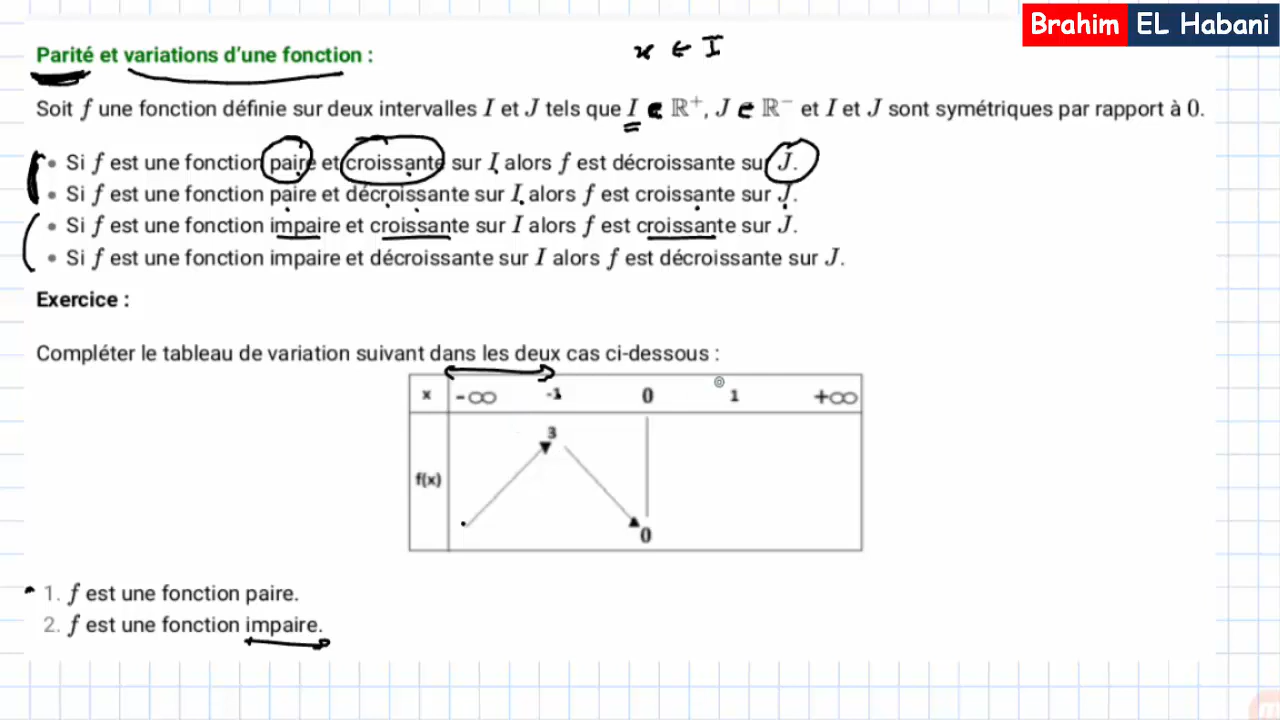 Brahim EL Habani
Parité et variations d'une fonction :
x ∈ I
Soit f une fonction définie sur deux intervalles I et J tels que I ⊂ ℝ⁺, J ⊂ ℝ⁻ et I et J sont symétriques par rapport à 0.
• Si f est une fonction paire et croissante sur I, alors f est décroissante sur J.
• Si f est une fonction paire et décroissante sur I, alors f est croissante sur J.
• Si f est une fonction impaire et croissante sur I alors f est croissante sur J.
• Si f est une fonction impaire et décroissante sur I alors f est décroissante sur J.
Exercice :
Compléter le tableau de variation suivant dans les deux cas ci-dessous :
x -∞ -1 0 1 +∞
3
f(x)
0
1. f est une fonction paire.
2. f est une fonction impaire.